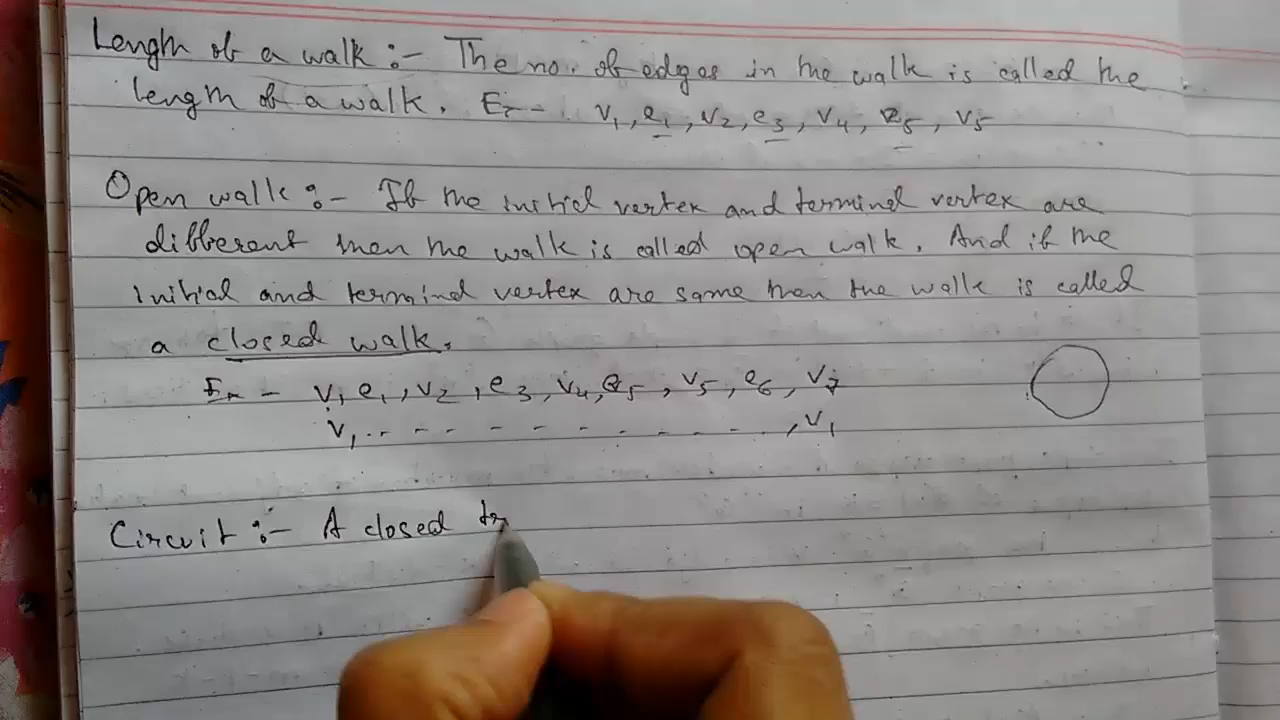 Length of a walk :- The no. of edges in the walk is called the
length of a walk. Ex- v1, e1, v2, e3, v4, e5, v5
Open walk :- If the initial vertex and terminal vertex are
different then the walk is called open walk. And if the
initial and terminal vertex are same then the walk is called
a closed walk.
Ex - v1 e1, v2, e3, v4, e5, v5, e6, v7
v1, - - - - - - - - - - , v1
Circuit :- A closed tr